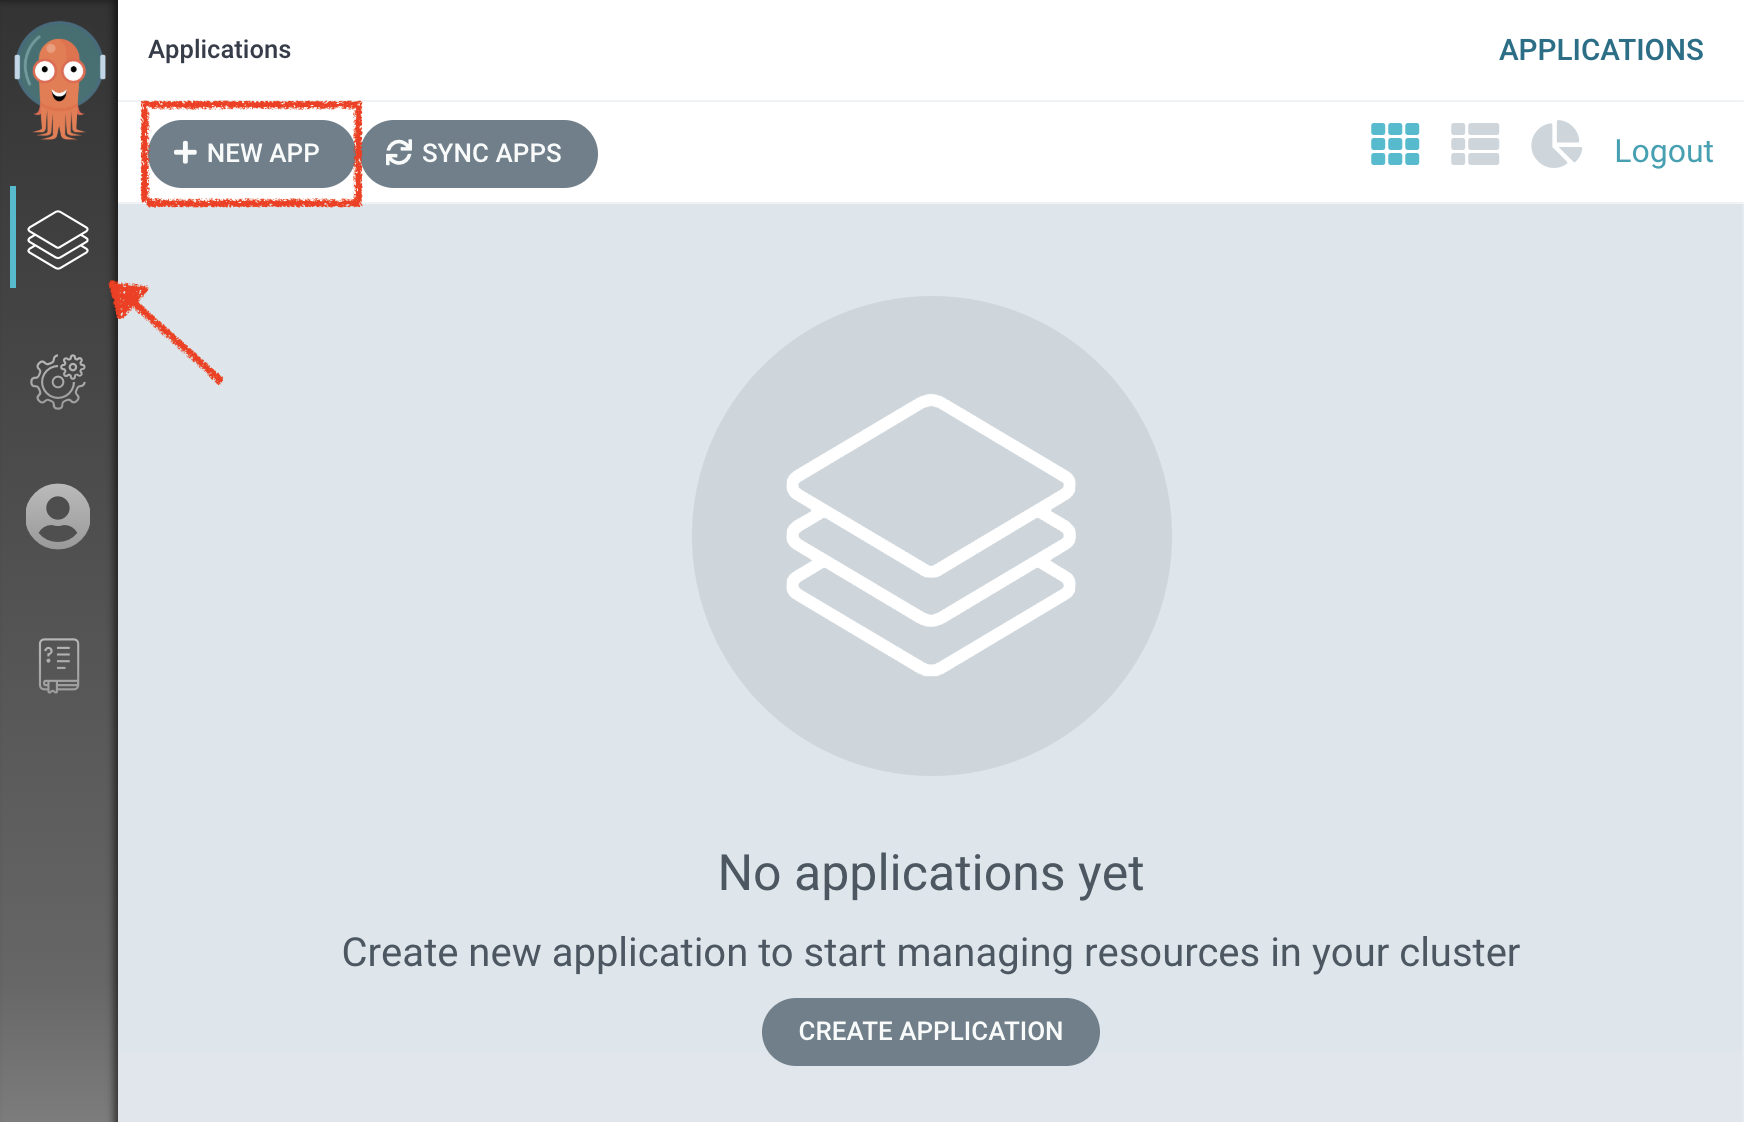 Applications
APPLICATIONS
NEW APP
SYNC APPS
Logout
No applications yet
Create new application to start managing resources in your cluster
CREATE APPLICATION